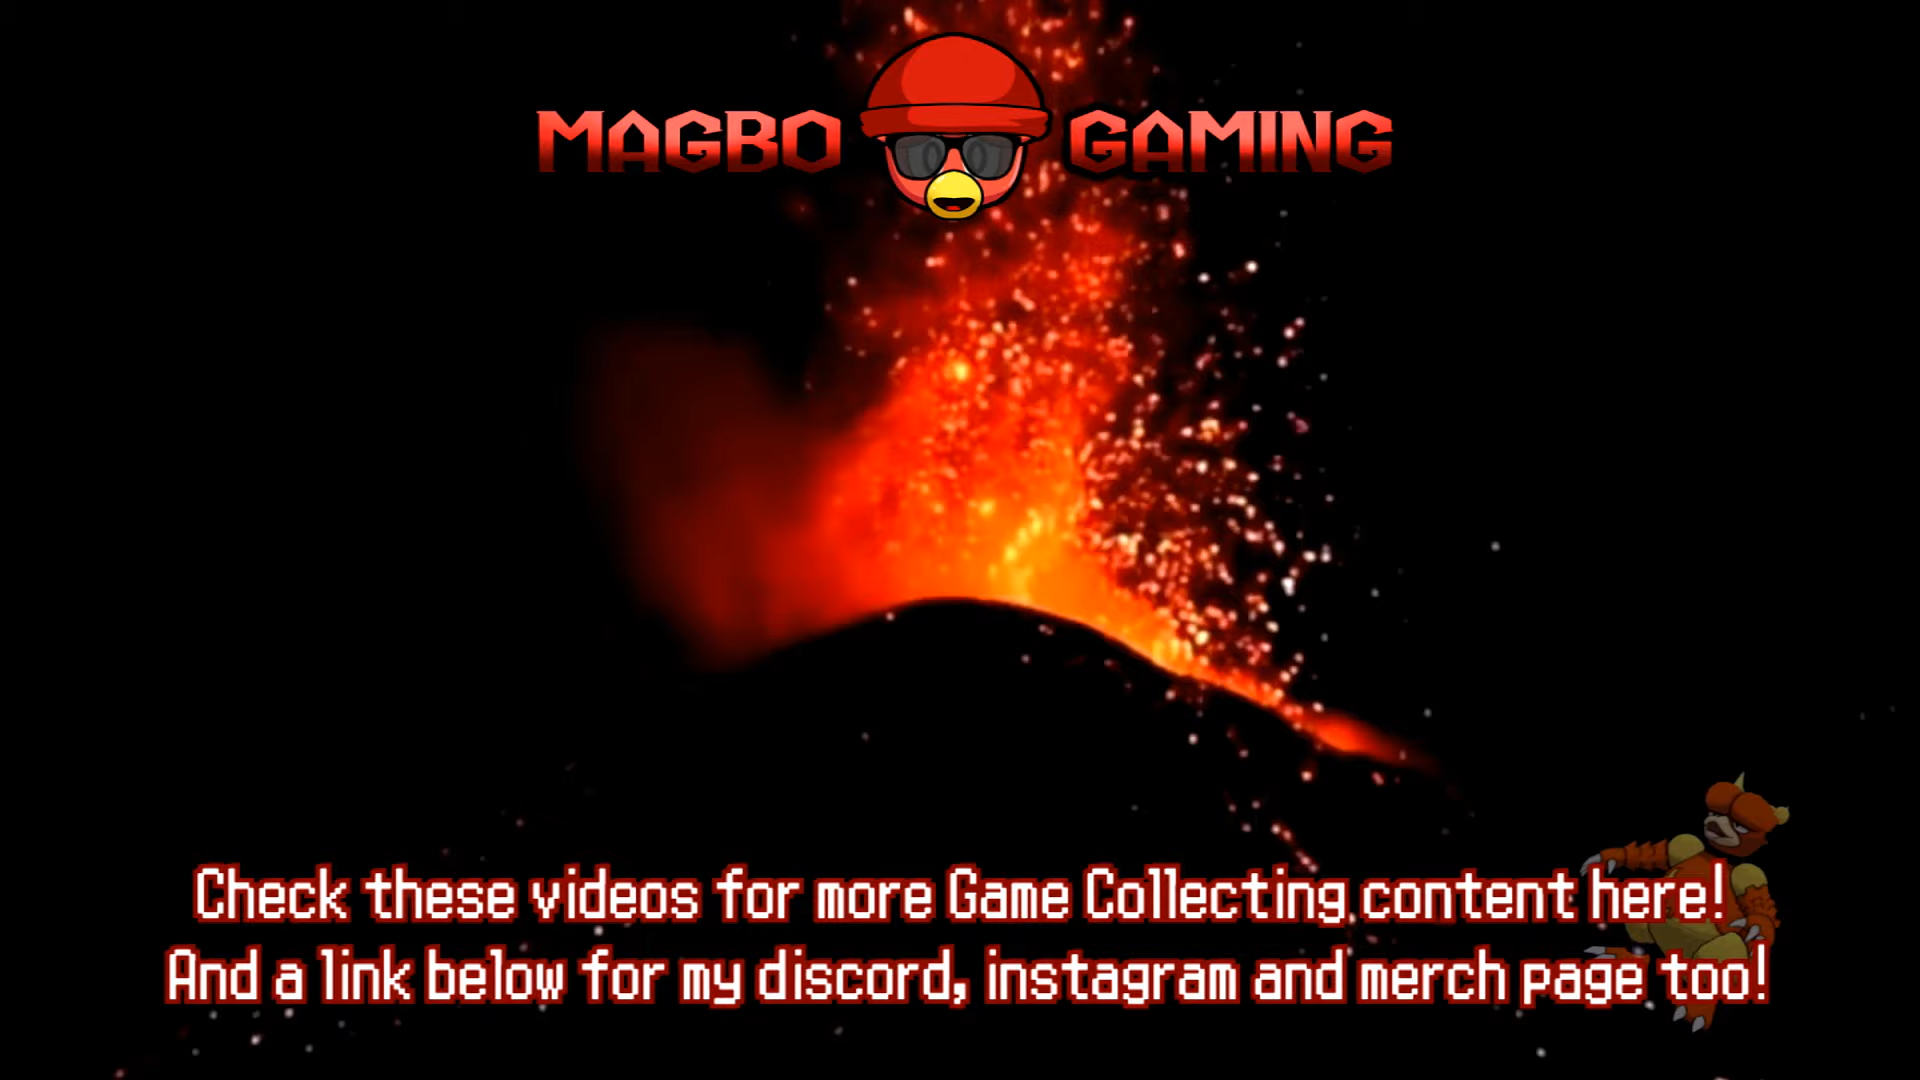 MAGBO GAMING
Check these videos for more Game Collecting content here!
And a link below for my discord, instagram and merch page too!